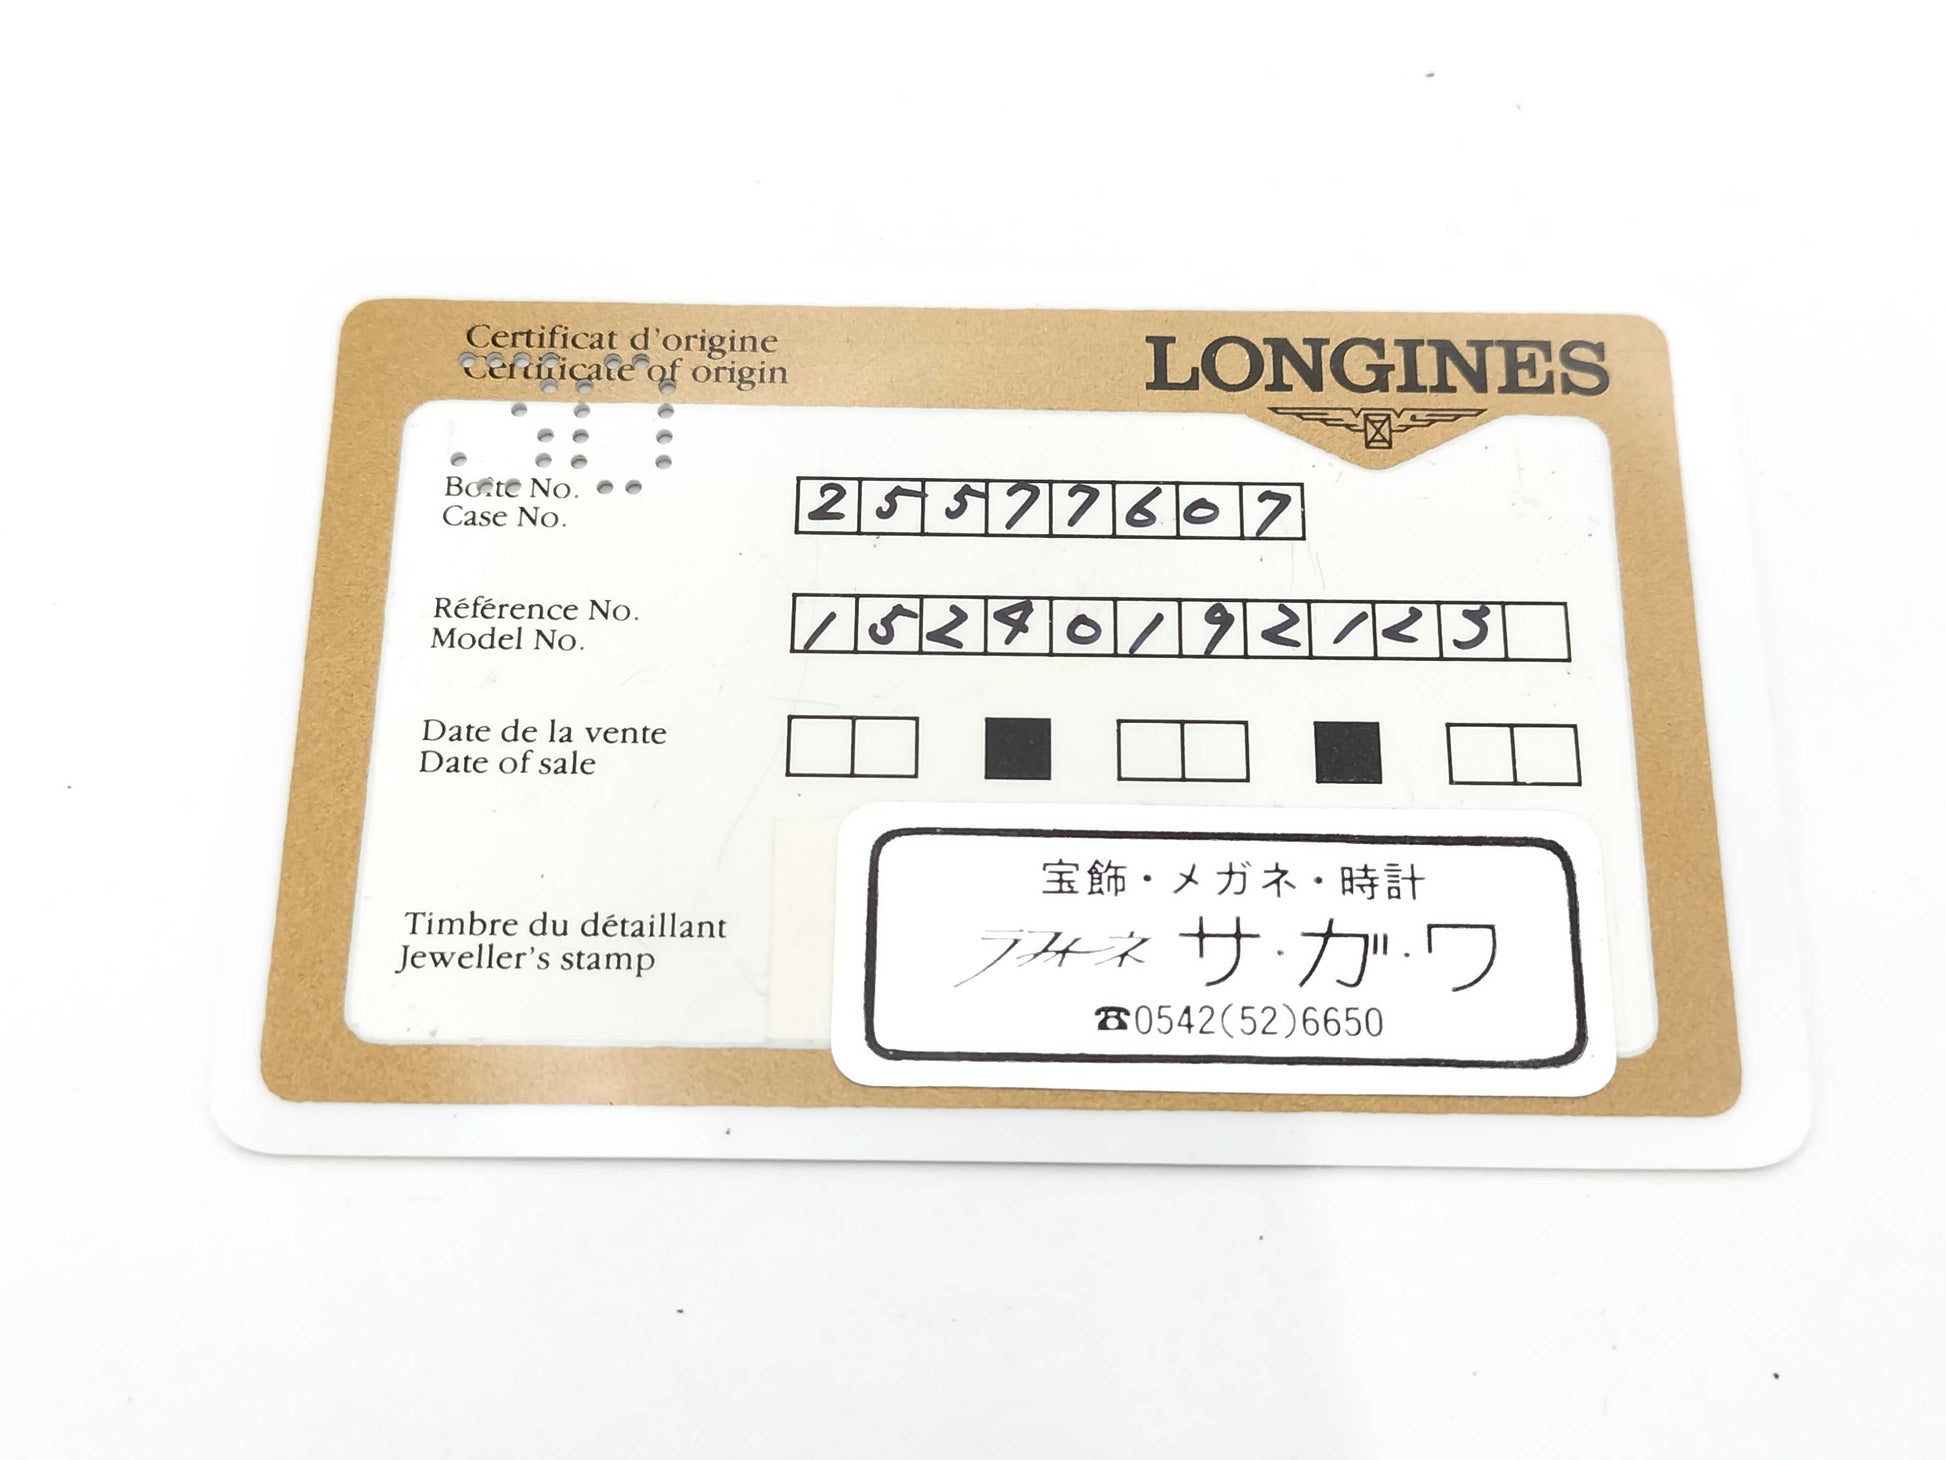 Certificat d'origine
Certificate of origin
LONGINES
30
Boîte No.
Case No.
25577607
Référence No.
Model No.
15240192123
Date de la vente
Date of sale
Timbre du détaillant
Jeweller's stamp
宝飾・メガネ・時計
サ・ガ・ワ
☎0542(52)6650